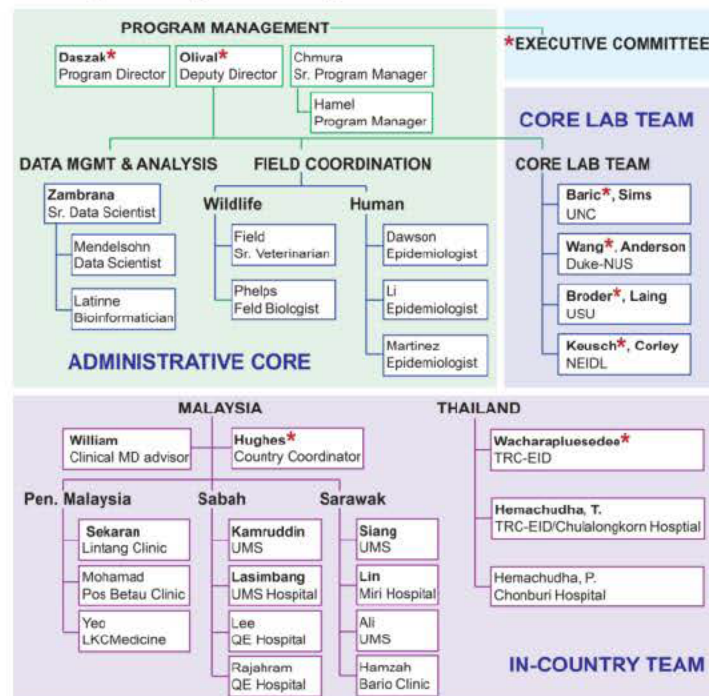 PROGRAM MANAGEMENT
*EXECUTIVE COMMITTEE
Daszak*
Program Director
Olival*
Deputy Director
Chmura
Sr. Program Manager
Hamel
Program Manager
CORE LAB TEAM
DATA MGMT & ANALYSIS
FIELD COORDINATION
CORE LAB TEAM
Zambrana
Sr. Data Scientist
Mendelsohn
Data Scientist
Latinne
Bioinformatician
Wildlife
Field
Sr. Veterinarian
Phelps
Feld Biologist
Human
Dawson
Epidemiologist
Li
Epidemiologist
Martinez
Epidemiologist
Baric*, Sims
UNC
Wang*, Anderson
Duke-NUS
Broder*, Laing
USU
Keusch*, Corley
NEIDL
ADMINISTRATIVE CORE
MALAYSIA
William
Clinical MD advisor
Hughes*
Country Coordinator
Pen. Malaysia
Sekaran
Lintang Clinic
Mohamad
Pos Betau Clinic
Yeo
LKCMedicine
Sabah
Kamruddin
UMS
Lasimbang
UMS Hospital
Lee
QE Hospital
Rajahram
QE Hospital
Sarawak
Siang
UMS
Lin
Miri Hospital
Ali
UMS
Hamzah
Bario Clinic
THAILAND
Wacharapluesedee*
TRC-EID
Hemachudha, T.
TRC-EID/Chulalongkorn Hosptial
Hemachudha, P.
Chonburi Hospital
IN-COUNTRY TEAM